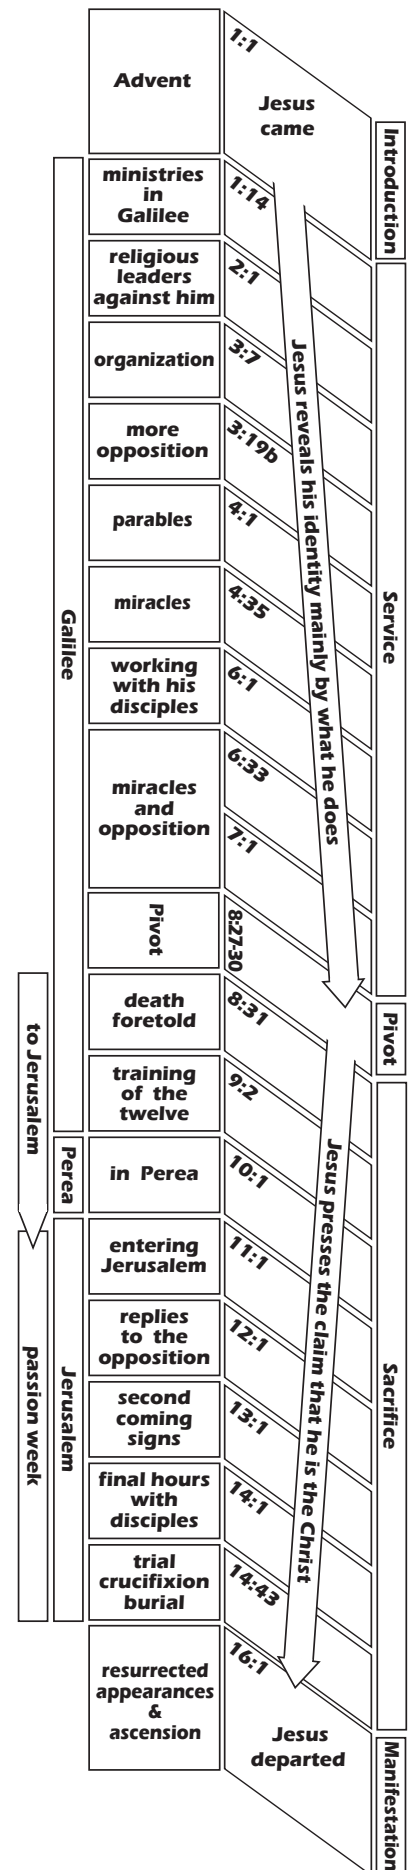 Advent
1:1
Jesus
came
Introduction
ministries
in
Galilee
1:14
religious
leaders
against him
2:1
organization
3:7
more
opposition
3:19b
parables
4:1
miracles
4:35
working
with his
disciples
6:1
miracles
and
opposition
6:33
7:1
Jesus reveals his identity mainly by what he does
Galilee
Service
Pivot
8:27-30
Pivot
death
foretold
8:31
training
of the
twelve
9:2
to Jerusalem
in Perea
10:1
Perea
entering
Jerusalem
11:1
replies
to the
opposition
12:1
second
coming
signs
13:1
final hours
with
disciples
14:1
trial
crucifixion
burial
14:43
Jesus presses the claim that he is the Christ
passion week
Jerusalem
Sacrifice
resurrected
appearances
&
ascension
16:1
Jesus
departed
Manifestation